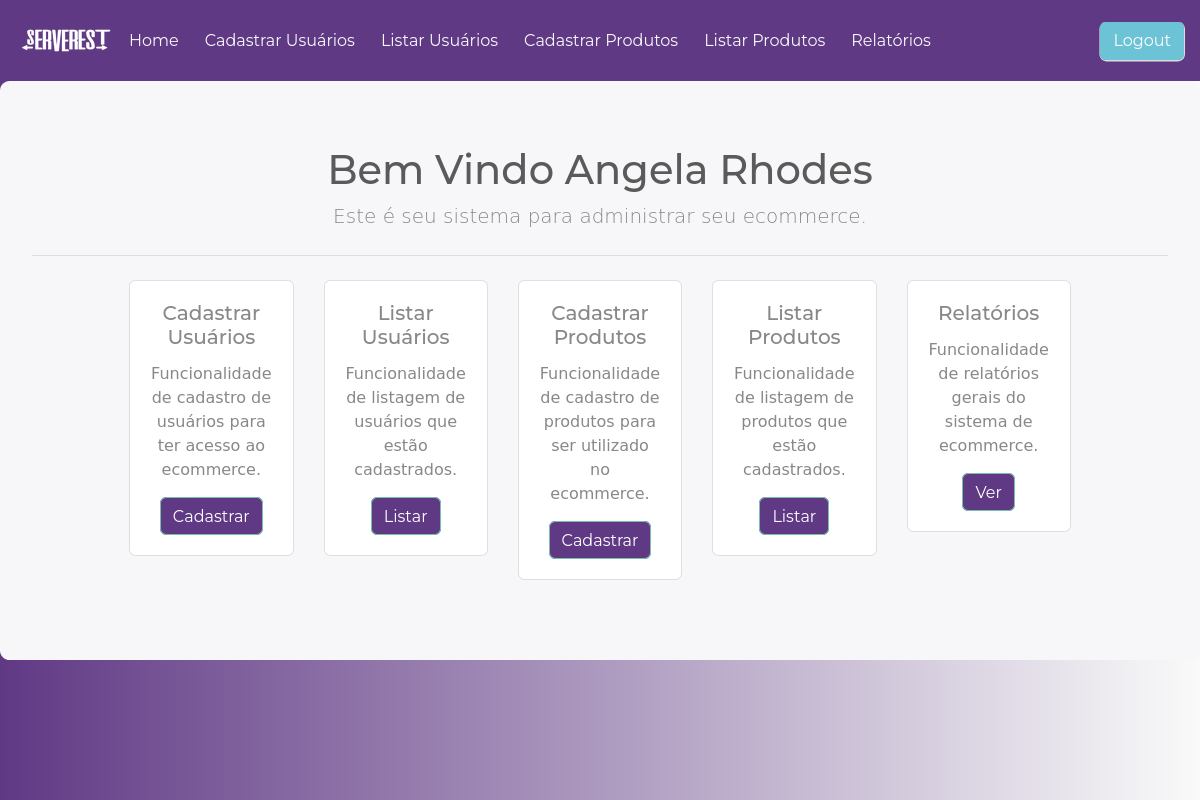 SERVEREST Home Cadastrar Usuários Listar Usuários Cadastrar Produtos Listar Produtos Relatórios Logout
Bem Vindo Angela Rhodes
Este é seu sistema para administrar seu ecommerce.
Cadastrar
Usuários
Funcionalidade
de cadastro de
usuários para
ter acesso ao
ecommerce.
Cadastrar
Listar
Usuários
Funcionalidade
de listagem de
usuários que
estão
cadastrados.
Listar
Cadastrar
Produtos
Funcionalidade
de cadastro de
produtos para
ser utilizado
no
ecommerce.
Cadastrar
Listar
Produtos
Funcionalidade
de listagem de
produtos que
estão
cadastrados.
Listar
Relatórios
Funcionalidade
de relatórios
gerais do
sistema de
ecommerce.
Ver